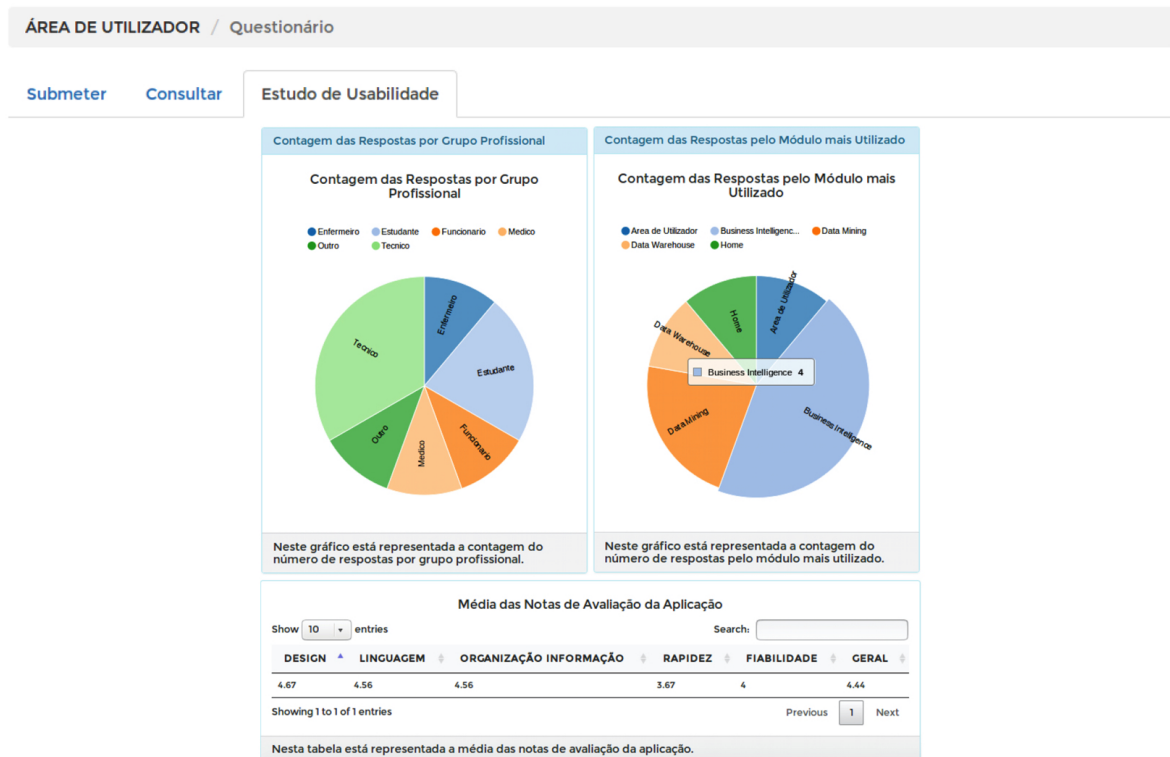 ÁREA DE UTILIZADOR / Questionário
Submeter Consultar Estudo de Usabilidade
Contagem das Respostas por Grupo Profissional
Contagem das Respostas por Grupo
Profissional
Enfermeiro Estudante Funcionario Medico
Outro Tecnico
Enfermeiro
Estudante
Funcionario
Medico
Outro
Tecnico
Neste gráfico está representada a contagem do
número de respostas por grupo profissional.
Contagem das Respostas pelo Módulo mais Utilizado
Contagem das Respostas pelo Módulo mais
Utilizado
Area de Utilizador Business Intelligenc... Data Mining
Data Warehouse Home
Area de Utilizador
Business Intelligence
Data Mining
Data Warehouse
Home
Business Intelligence 4
Neste gráfico está representada a contagem do
número de respostas pelo módulo mais utilizado.
Média das Notas de Avaliação da Aplicação
Show 10 entries Search:
DESIGN LINGUAGEM ORGANIZAÇÃO INFORMAÇÃO RAPIDEZ FIABILIDADE GERAL
4.67 4.56 4.56 3.67 4 4.44
Showing 1 to 1 of 1 entries Previous 1 Next
Nesta tabela está representada a média das notas de avaliação da aplicação.